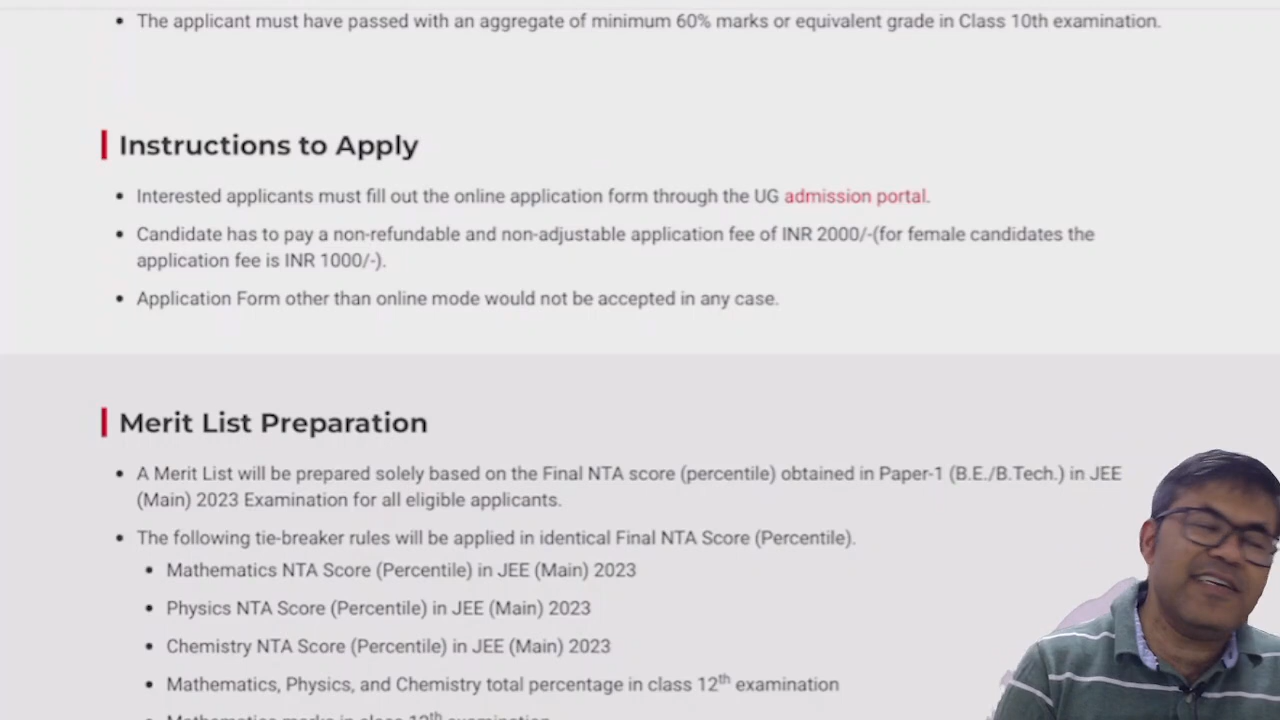 The applicant must have passed with an aggregate of minimum 60% marks or equivalent grade in Class 10th examination.
Instructions to Apply
Interested applicants must fill out the online application form through the UG admission portal.
Candidate has to pay a non-refundable and non-adjustable application fee of INR 2000/-(for female candidates the
application fee is INR 1000/-).
Application Form other than online mode would not be accepted in any case.
Merit List Preparation
A Merit List will be prepared solely based on the Final NTA score (percentile) obtained in Paper-1 (B.E./B.Tech.) in JEE
(Main) 2023 Examination for all eligible applicants.
The following tie-breaker rules will be applied in identical Final NTA Score (Percentile).
Mathematics NTA Score (Percentile) in JEE (Main) 2023
Physics NTA Score (Percentile) in JEE (Main) 2023
Chemistry NTA Score (Percentile) in JEE (Main) 2023
Mathematics, Physics, and Chemistry total percentage in class 12th examination
Mathematics marks in class 12th examination